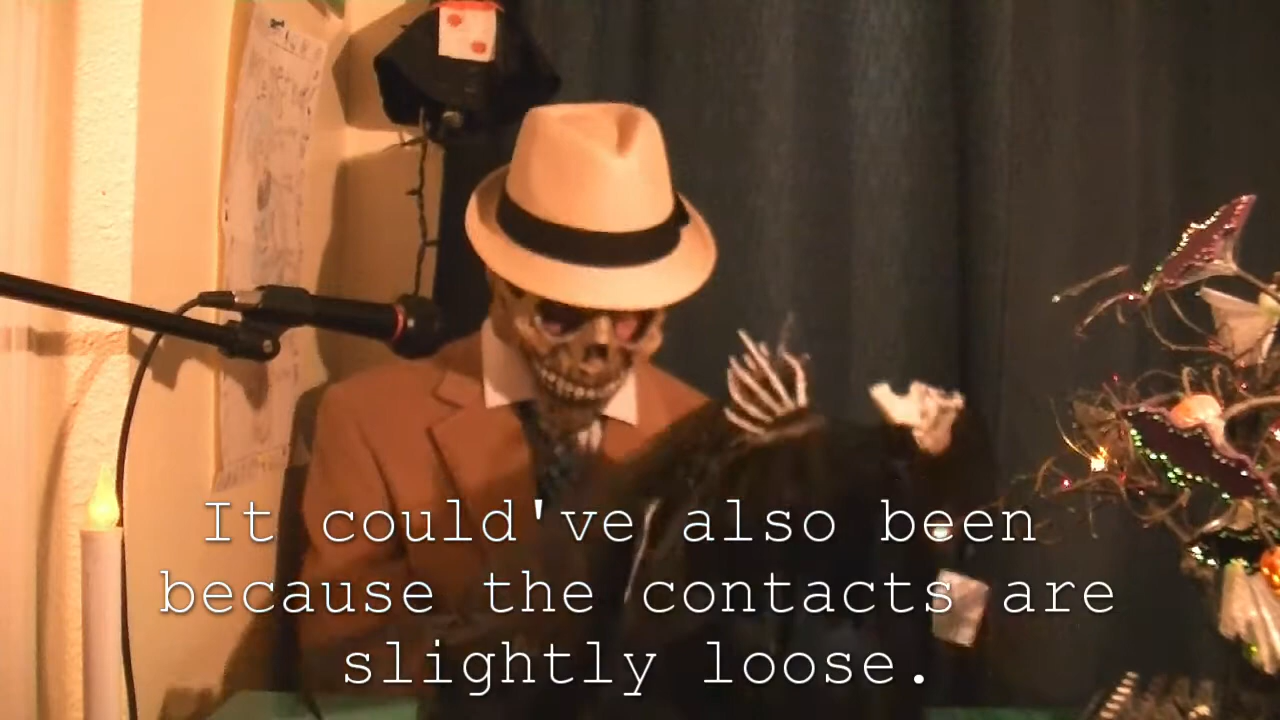 It could've also been
because the contacts are
slightly loose.